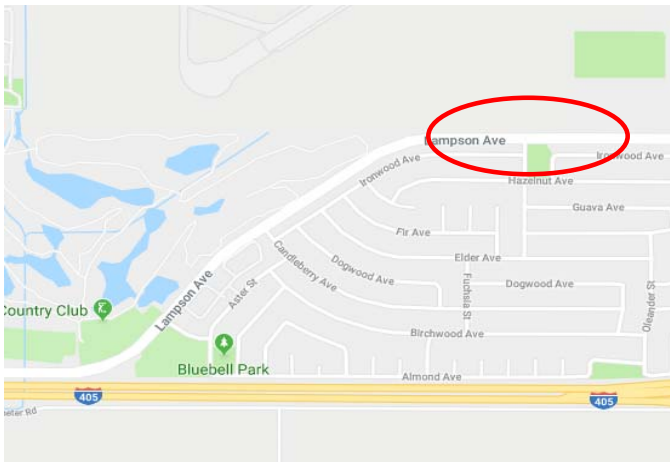 Lampson Ave
Ironwood Ave
Ironwood Ave
Hazelnut Ave
Guava Ave
Fir Ave
Elder Ave
Candleberry Ave
Dogwood Ave
Dogwood Ave
Aster St
Fuchsia St
Oleander St
Lampson Ave
Country Club
Birchwood Ave
Bluebell Park
Almond Ave
405
405
Rd